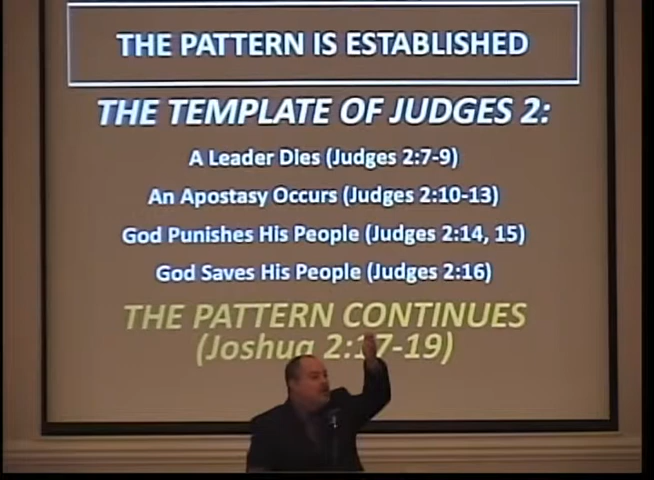 THE PATTERN IS ESTABLISHED
THE TEMPLATE OF JUDGES 2:
A Leader Dies (Judges 2:7-9)
An Apostasy Occurs (Judges 2:10-13)
God Punishes His People (Judges 2:14, 15)
God Saves His People (Judges 2:16)
THE PATTERN CONTINUES
(Joshua 2:17-19)